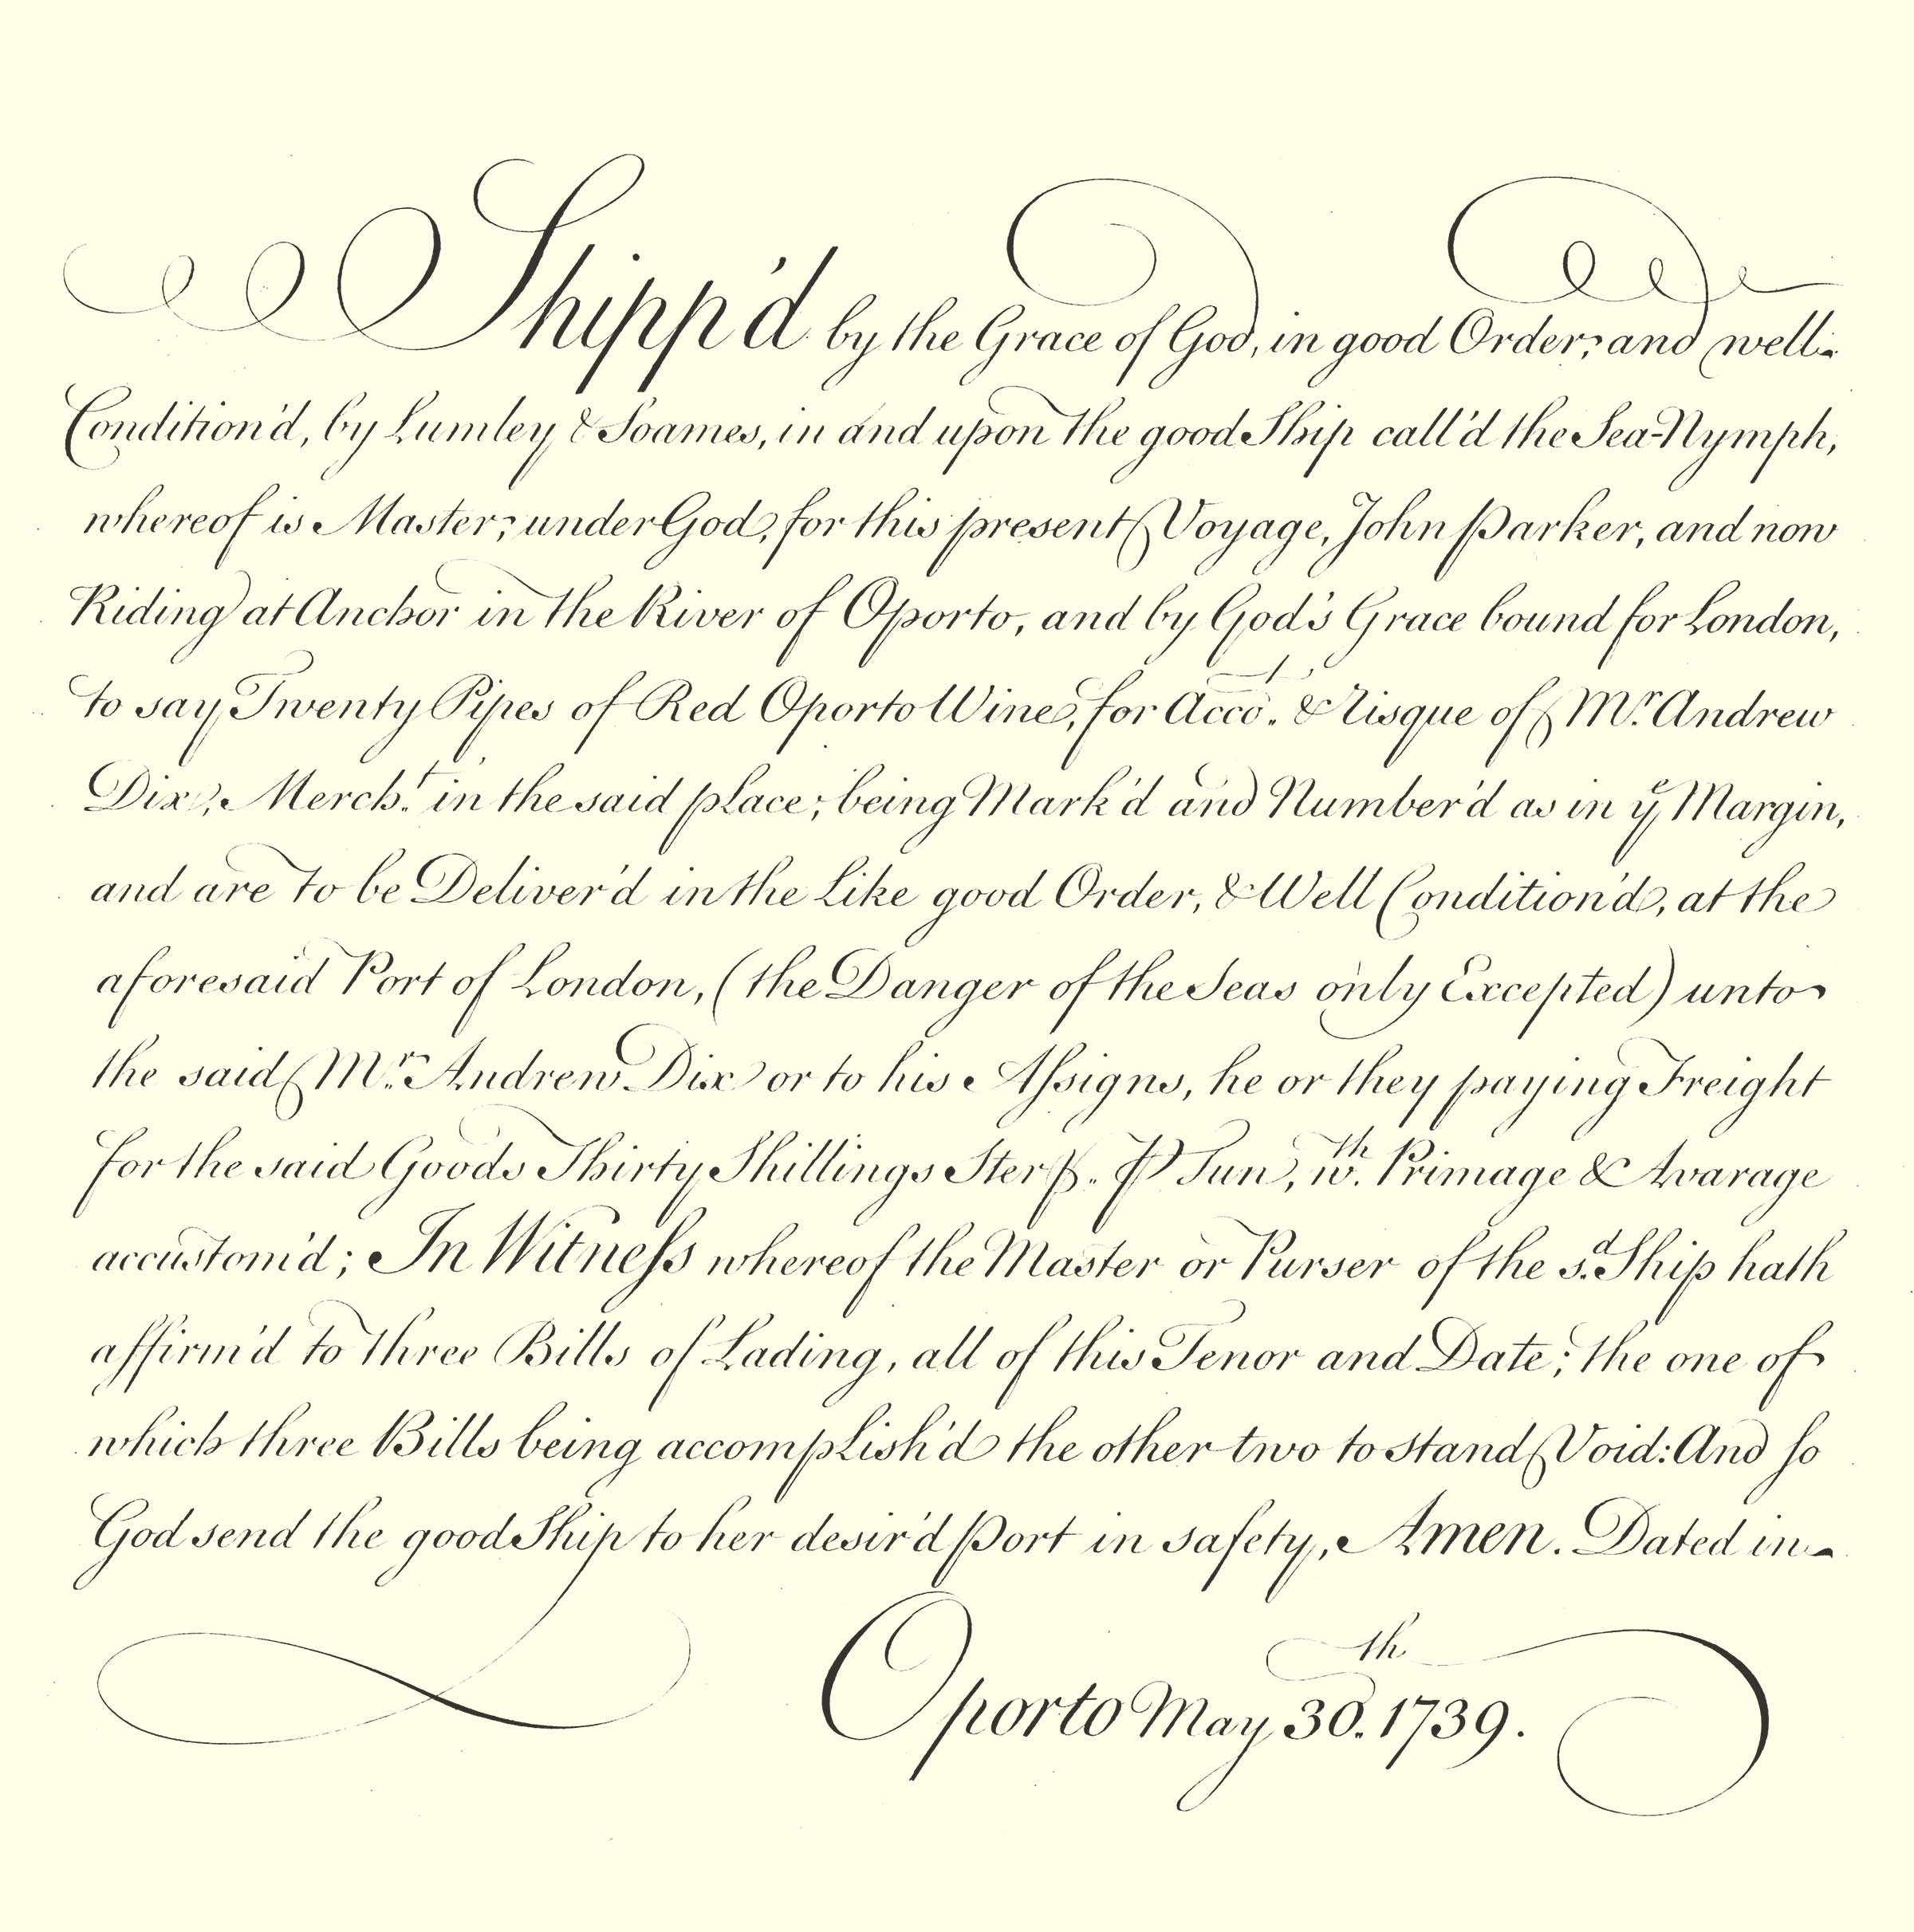 Shipp'd by the Grace of God, in good Order, and well
Condition'd, by Lumley & Soames, in and upon the good Ship call'd the Sea-Nymph,
whereof is Master, under God, for this present Voyage, John Parker, and now
Riding at Anchor in the River of Oporto, and by God's Grace bound for London,
to say Twenty Pipes of Red Oporto Wine, for Acco.t & Risque of Mr. Andrew
Dix, Merch.t in the said place; being Mark'd and Number'd as in ye Margin,
and are to be Deliver'd in the Like good Order, & Well Condition'd, at the
aforesaid Port of London, (the Danger of the Seas only Excepted) unto
the said Mr. Andrew Dix or to his Aſsigns, he or they paying Freight
for the said Goods Thirty Shillings Ster ⅌ Tun, w.th Primage & Avarage
accustom'd; In Witneſs whereof the Master or Purser of the s.d Ship hath
affirm'd to three Bills of Lading, all of this Tenor and Date; the one of
which three Bills being accomplish'd the other two to stand Void: And ſo
God send the good Ship to her desir'd Port in safety, Amen. Dated in
Oporto May 30.th 1739.